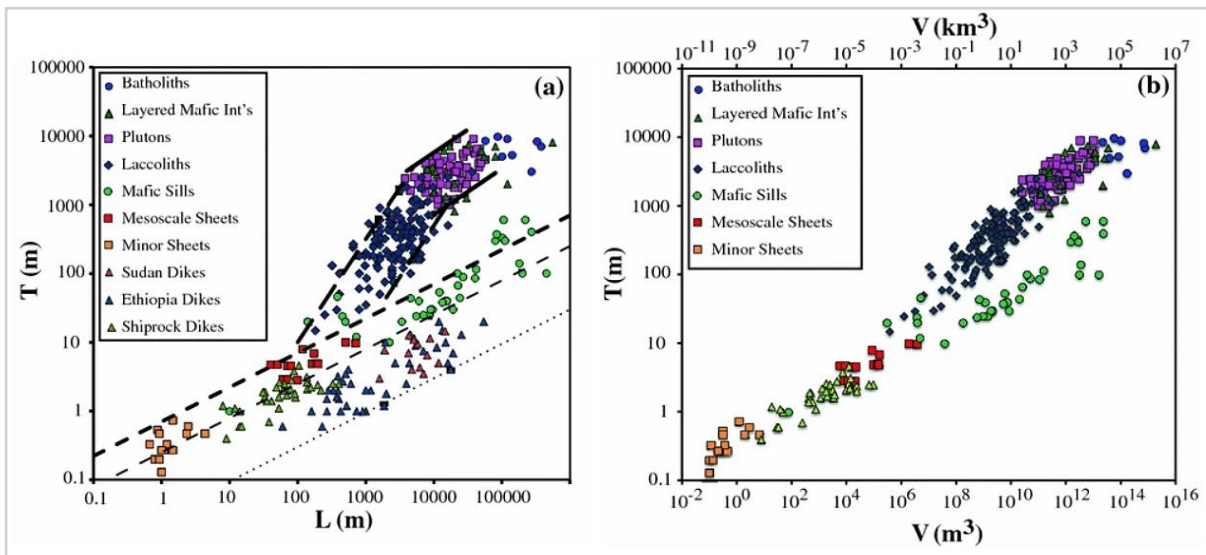 (a)
T (m)
100000
10000
1000
100
10
1
0.1
Batholiths
Layered Mafic Int's
Plutons
Laccoliths
Mafic Sills
Mesoscale Sheets
Minor Sheets
Sudan Dikes
Ethiopia Dikes
Shiprock Dikes
0.1 1 10 100 1000 10000 100000
L (m)
V (km³)
10⁻¹¹ 10⁻⁹ 10⁻⁷ 10⁻⁵ 10⁻³ 10⁻¹ 10¹ 10³ 10⁵ 10⁷
(b)
T(m)
100000
10000
1000
100
10
1
0.1
Batholiths
Layered Mafic Int's
Plutons
Laccoliths
Mafic Sills
Mesoscale Sheets
Minor Sheets
10⁻² 10⁰ 10² 10⁴ 10⁶ 10⁸ 10¹⁰ 10¹² 10¹⁴ 10¹⁶
V (m³)